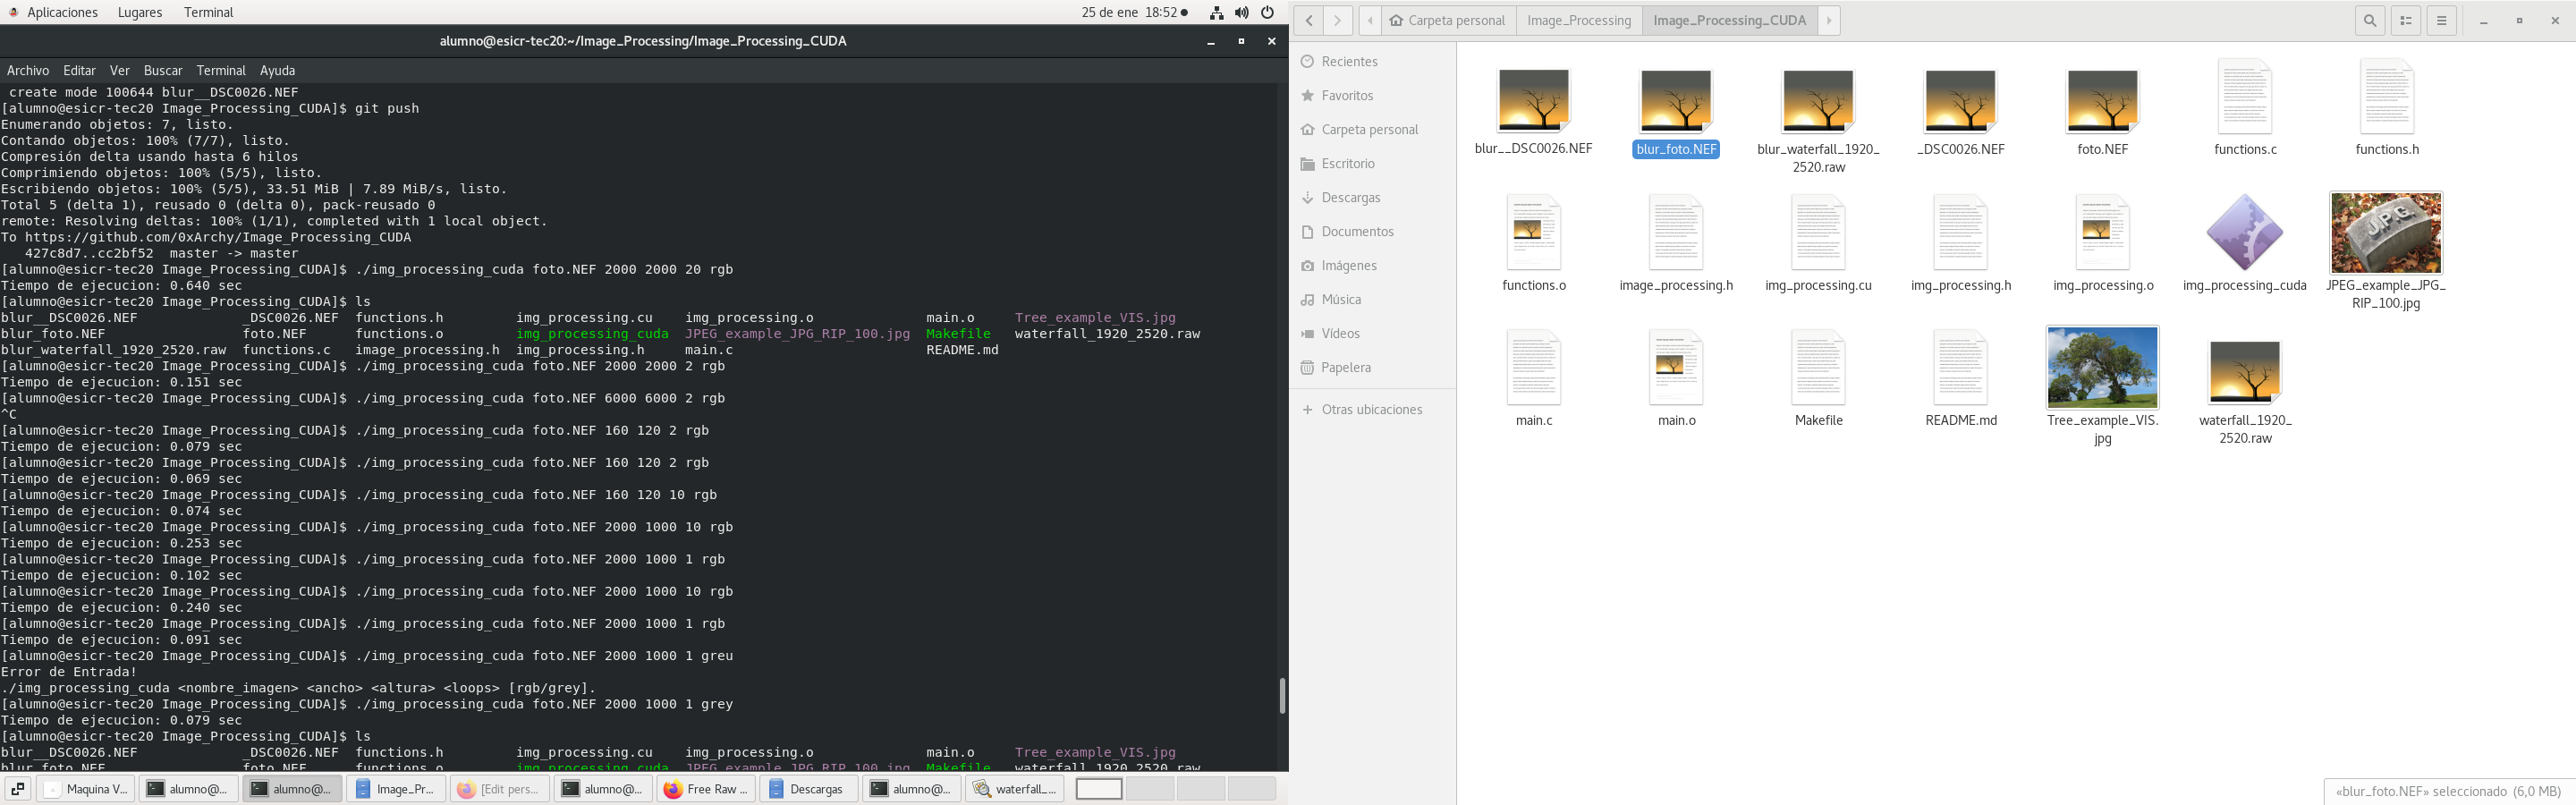 Aplicaciones Lugares Terminal 25 de ene 18:52
alumno@esicr-tec20:~/Image_Processing/Image_Processing_CUDA
Archivo Editar Ver Buscar Terminal Ayuda
create mode 100644 blur__DSC0026.NEF
[alumno@esicr-tec20 Image_Processing_CUDA]$ git push
Enumerando objetos: 7, listo.
Contando objetos: 100% (7/7), listo.
Compresión delta usando hasta 6 hilos
Comprimiendo objetos: 100% (5/5), listo.
Escribiendo objetos: 100% (5/5), 33.51 MiB | 7.89 MiB/s, listo.
Total 5 (delta 1), reusado 0 (delta 0), pack-reusado 0
remote: Resolving deltas: 100% (1/1), completed with 1 local object.
To https://github.com/0xArchy/Image_Processing_CUDA
427c8d7..cc2bf52 master -> master
[alumno@esicr-tec20 Image_Processing_CUDA]$ ./img_processing_cuda foto.NEF 2000 2000 20 rgb
Tiempo de ejecucion: 0.640 sec
[alumno@esicr-tec20 Image_Processing_CUDA]$ ls
blur__DSC0026.NEF _DSC0026.NEF functions.h img_processing.cu img_processing.o main.o Tree_example_VIS.jpg
blur_foto.NEF foto.NEF functions.o img_processing_cuda JPEG_example_JPG_RIP_100.jpg Makefile waterfall_1920_2520.raw
blur_waterfall_1920_2520.raw functions.c image_processing.h img_processing.h main.c README.md
[alumno@esicr-tec20 Image_Processing_CUDA]$ ./img_processing_cuda foto.NEF 2000 2000 2 rgb
Tiempo de ejecucion: 0.151 sec
[alumno@esicr-tec20 Image_Processing_CUDA]$ ./img_processing_cuda foto.NEF 6000 6000 2 rgb
^C
[alumno@esicr-tec20 Image_Processing_CUDA]$ ./img_processing_cuda foto.NEF 160 120 2 rgb
Tiempo de ejecucion: 0.079 sec
[alumno@esicr-tec20 Image_Processing_CUDA]$ ./img_processing_cuda foto.NEF 160 120 2 rgb
Tiempo de ejecucion: 0.069 sec
[alumno@esicr-tec20 Image_Processing_CUDA]$ ./img_processing_cuda foto.NEF 160 120 10 rgb
Tiempo de ejecucion: 0.074 sec
[alumno@esicr-tec20 Image_Processing_CUDA]$ ./img_processing_cuda foto.NEF 2000 1000 10 rgb
Tiempo de ejecucion: 0.253 sec
[alumno@esicr-tec20 Image_Processing_CUDA]$ ./img_processing_cuda foto.NEF 2000 1000 1 rgb
Tiempo de ejecucion: 0.102 sec
[alumno@esicr-tec20 Image_Processing_CUDA]$ ./img_processing_cuda foto.NEF 2000 1000 10 rgb
Tiempo de ejecucion: 0.240 sec
[alumno@esicr-tec20 Image_Processing_CUDA]$ ./img_processing_cuda foto.NEF 2000 1000 1 rgb
Tiempo de ejecucion: 0.091 sec
[alumno@esicr-tec20 Image_Processing_CUDA]$ ./img_processing_cuda foto.NEF 2000 1000 1 greu
Error de Entrada!
./img_processing_cuda <nombre_imagen> <ancho> <altura> <loops> [rgb/grey].
[alumno@esicr-tec20 Image_Processing_CUDA]$ ./img_processing_cuda foto.NEF 2000 1000 1 grey
Tiempo de ejecucion: 0.079 sec
[alumno@esicr-tec20 Image_Processing_CUDA]$ ls
blur__DSC0026.NEF _DSC0026.NEF functions.h img_processing.cu img_processing.o main.o Tree_example_VIS.jpg
blur_foto.NEF foto.NEF functions.o img_processing_cuda JPEG_example_JPG_RIP_100.jpg Makefile waterfall_1920_2520.raw
Maquina V... alumno@... alumno@... Image_Pr... [Edit pers... alumno@... Free Raw ... Descargas alumno@... waterfall_...
Carpeta personal Image_Processing Image_Processing_CUDA
Recientes
Favoritos
Carpeta personal
Escritorio
Descargas
Documentos
Imágenes
Música
Vídeos
Papelera
Otras ubicaciones
blur__DSC0026.NEF blur_foto.NEF blur_waterfall_1920_ _DSC0026.NEF foto.NEF functions.c functions.h
2520.raw
JPG
functions.o image_processing.h img_processing.cu img_processing.h img_processing.o img_processing_cuda JPEG_example_JPG_
RIP_100.jpg
main.c main.o Makefile README.md Tree_example_VIS. waterfall_1920_
jpg 2520.raw
«blur_foto.NEF» seleccionado (6,0 MB)